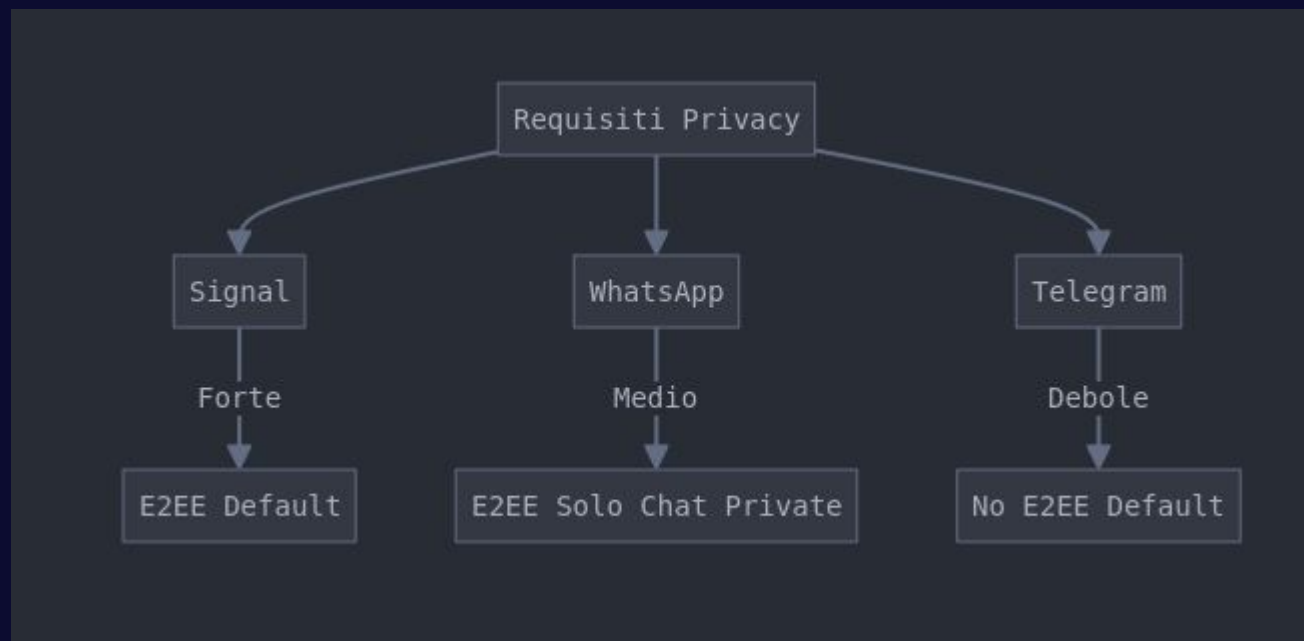 Requisiti Privacy
Signal
WhatsApp
Telegram
Forte
Medio
Debole
E2EE Default
E2EE Solo Chat Private
No E2EE Default